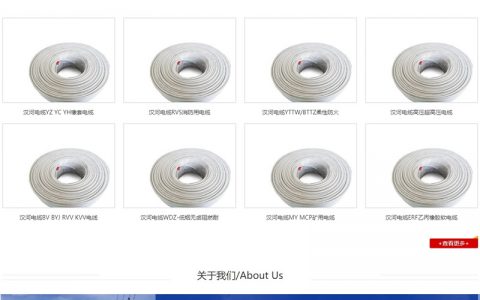 汉河电缆YZ YC YH橡套电缆
汉河电缆RVS消防用电缆
汉河电缆YTTW/BTTZ柔性防火
汉河电缆高压超高压电缆
汉河电缆BV BYJ RVV KVV电缆
汉河电缆WDZ-低烟无卤阻燃耐
汉河电缆MY MCP矿用电缆
汉河电缆ERF乙丙橡胶软电缆
+查看更多+
关于我们/About Us